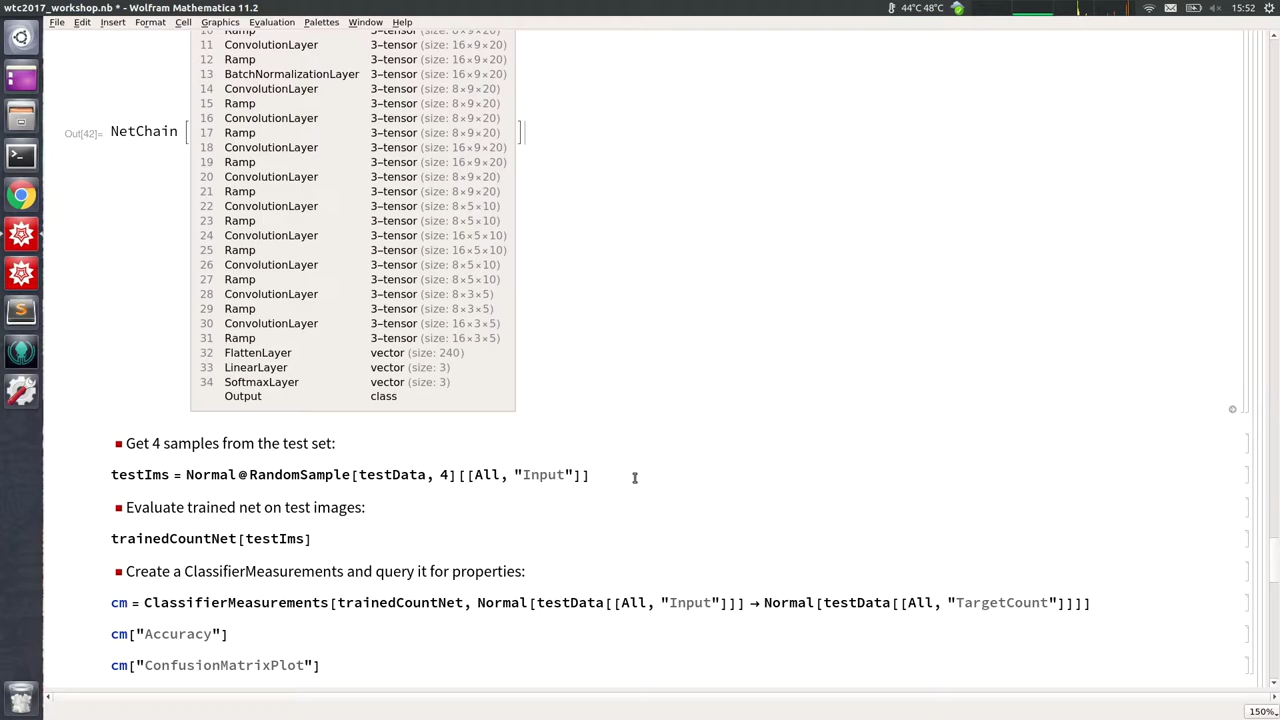 wtc2017_workshop.nb * - Wolfram Mathematica 11.2
44°C 48°C
15:52
File Edit Insert Format Cell Graphics Evaluation Palettes Window Help
10 Ramp 3-tensor (size: 8×9×20)
11 ConvolutionLayer 3-tensor (size: 16×9×20)
12 Ramp 3-tensor (size: 16×9×20)
13 BatchNormalizationLayer 3-tensor (size: 16×9×20)
14 ConvolutionLayer 3-tensor (size: 8×9×20)
15 Ramp 3-tensor (size: 8×9×20)
16 ConvolutionLayer 3-tensor (size: 8×9×20)
17 Ramp 3-tensor (size: 8×9×20)
18 ConvolutionLayer 3-tensor (size: 16×9×20)
19 Ramp 3-tensor (size: 16×9×20)
20 ConvolutionLayer 3-tensor (size: 8×9×20)
21 Ramp 3-tensor (size: 8×9×20)
22 ConvolutionLayer 3-tensor (size: 8×5×10)
23 Ramp 3-tensor (size: 8×5×10)
24 ConvolutionLayer 3-tensor (size: 16×5×10)
25 Ramp 3-tensor (size: 16×5×10)
26 ConvolutionLayer 3-tensor (size: 8×5×10)
27 Ramp 3-tensor (size: 8×5×10)
28 ConvolutionLayer 3-tensor (size: 8×3×5)
29 Ramp 3-tensor (size: 8×3×5)
30 ConvolutionLayer 3-tensor (size: 16×3×5)
31 Ramp 3-tensor (size: 16×3×5)
32 FlattenLayer vector (size: 240)
33 LinearLayer vector (size: 3)
34 SoftmaxLayer vector (size: 3)
Output class
Out[42]= NetChain [ ]
Get 4 samples from the test set:
testIms = Normal@RandomSample[testData, 4][[All, "Input"]]
Evaluate trained net on test images:
trainedCountNet[testIms]
Create a ClassifierMeasurements and query it for properties:
cm = ClassifierMeasurements[trainedCountNet, Normal[testData[[All, "Input"]]] → Normal[testData[[All, "TargetCount"]]]]
cm["Accuracy"]
cm["ConfusionMatrixPlot"]
150%